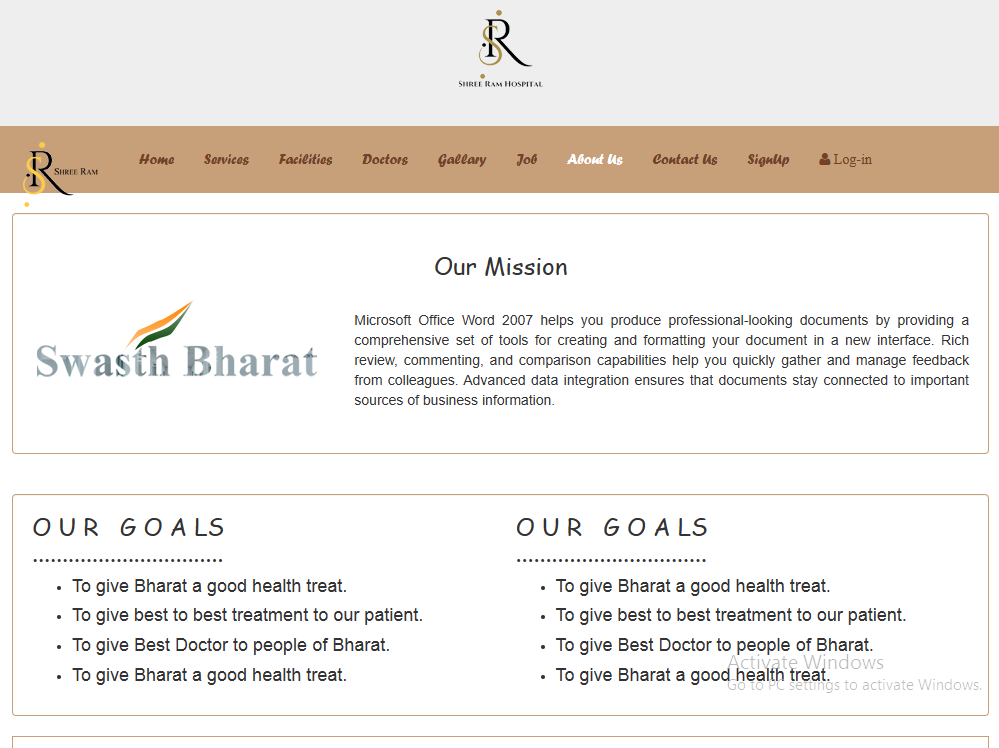 SR
SHREE RAM HOSPITAL
SR SHREE RAM
Home Services Facilities Doctors Gallary Job About Us Contact Us SignUp Log-in
Our Mission
Swasth Bharat
Microsoft Office Word 2007 helps you produce professional-looking documents by providing a
comprehensive set of tools for creating and formatting your document in a new interface. Rich
review, commenting, and comparison capabilities help you quickly gather and manage feedback
from colleagues. Advanced data integration ensures that documents stay connected to important
sources of business information.
OUR GOALS
To give Bharat a good health treat.
To give best to best treatment to our patient.
To give Best Doctor to people of Bharat.
To give Bharat a good health treat.
OUR GOALS
To give Bharat a good health treat.
To give best to best treatment to our patient.
To give Best Doctor to people of Bharat.
To give Bharat a good health treat.
Activate Windows
Go to PC settings to activate Windows.